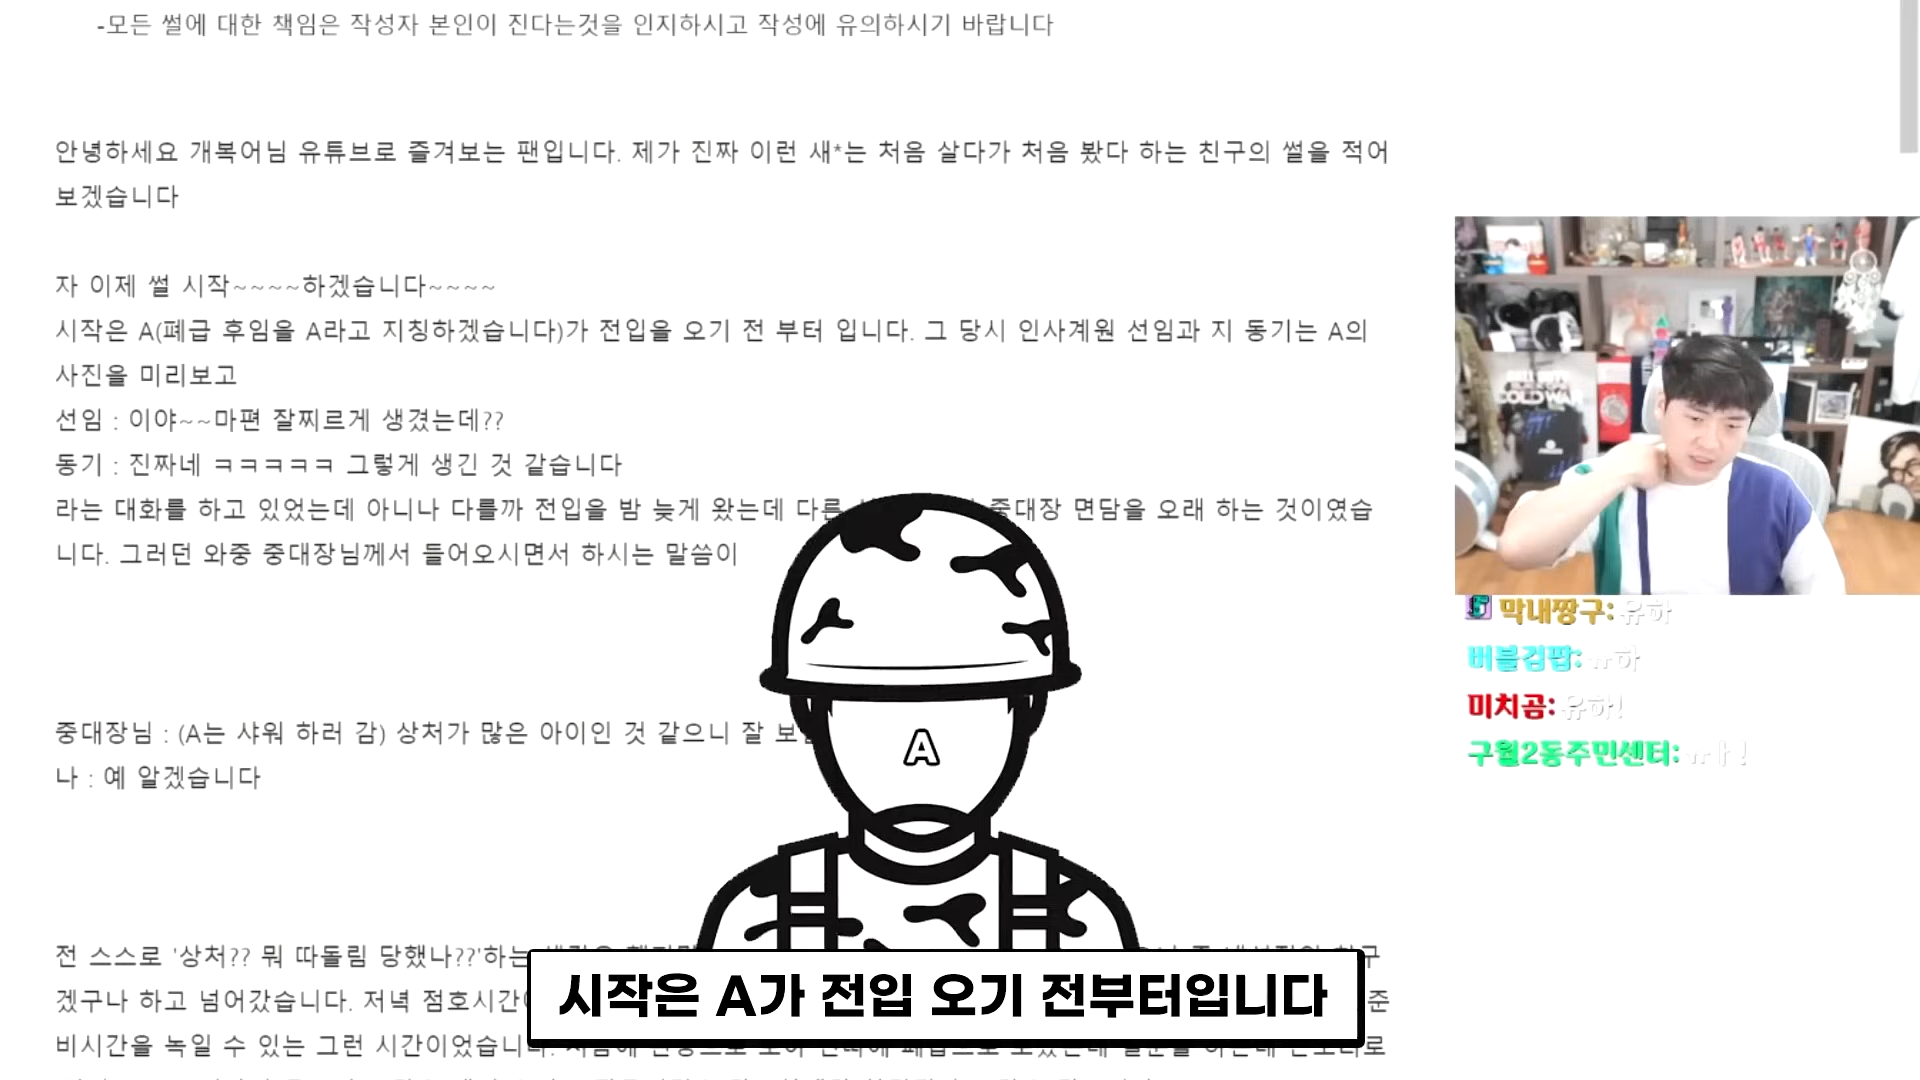 -모든 썰에 대한 책임은 작성자 본인이 진다는것을 인지하시고 작성에 유의하시기 바랍니다
안녕하세요 개복어님 유튜브로 즐겨보는 팬입니다. 제가 진짜 이런 새*는 처음 살다가 처음 봤다 하는 친구의 썰을 적어
보겠습니다
자 이제 썰 시작~~~~하겠습니다~~~~
시작은 A(폐급 후임을 A라고 지칭하겠습니다)가 전입을 오기 전 부터 입니다. 그 당시 인사계원 선임과 지 동기는 A의
사진을 미리보고
선임 : 이야~~마편 잘찌르게 생겼는데??
동기 : 진짜네 ㅋㅋㅋㅋㅋ 그렇게 생긴 것 같습니다
라는 대화를 하고 있었는데 아니나 다를까 전입을 밤 늦게 왔는데 다른 중대장 면담을 오래 하는 것이였습
니다. 그러던 와중 중대장님께서 들어오시면서 하시는 말씀이
중대장님 : (A는 샤워 하러 감) 상처가 많은 아이인 것 같으니 잘
나 : 예 알겠습니다
A
전 스스로 '상처?? 뭐 따돌림 당했나??'하는
겠구나 하고 넘어갔습니다. 저녁 점호시간 준
비시간을 녹일 수 있는 그런 시간이었습니다.
시작은 A가 전입 오기 전부터입니다
COLD WAR
막내짱구: 유하
버블검팝: ㅠ하
미치곰: 유하!
구월2동주민센터: